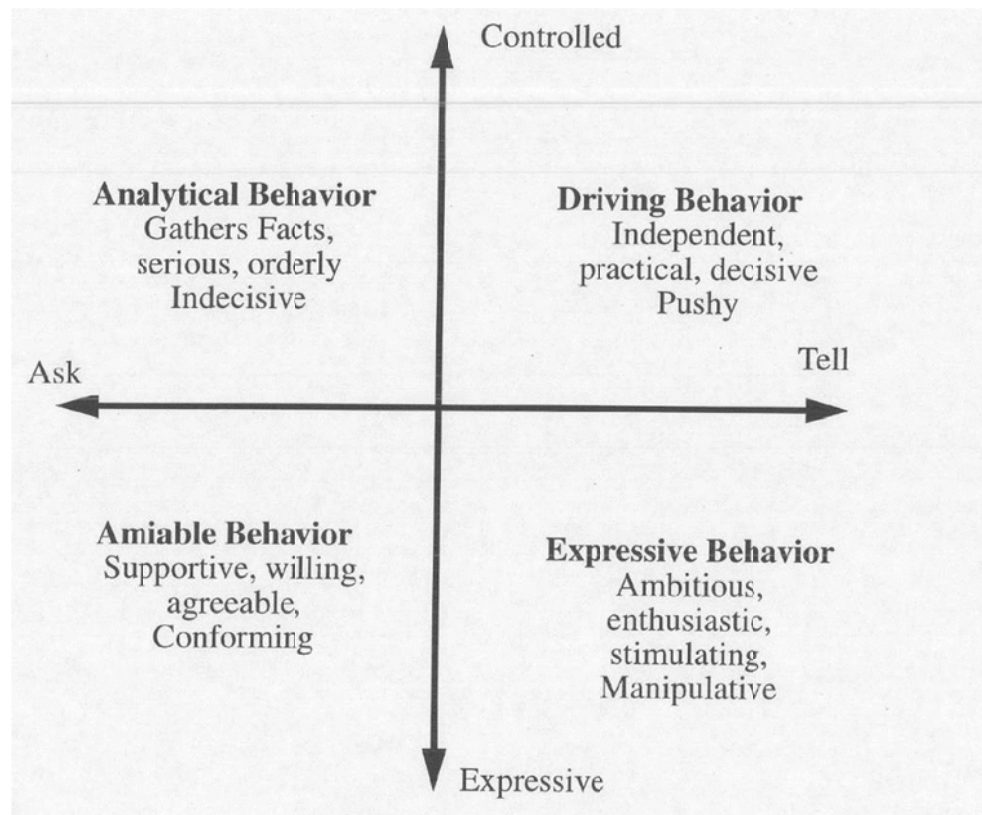 Controlled
Analytical Behavior
Gathers Facts,
serious, orderly
Indecisive
Driving Behavior
Independent,
practical, decisive
Pushy
Ask
Tell
Amiable Behavior
Supportive, willing,
agreeable,
Conforming
Expressive Behavior
Ambitious,
enthusiastic,
stimulating,
Manipulative
Expressive